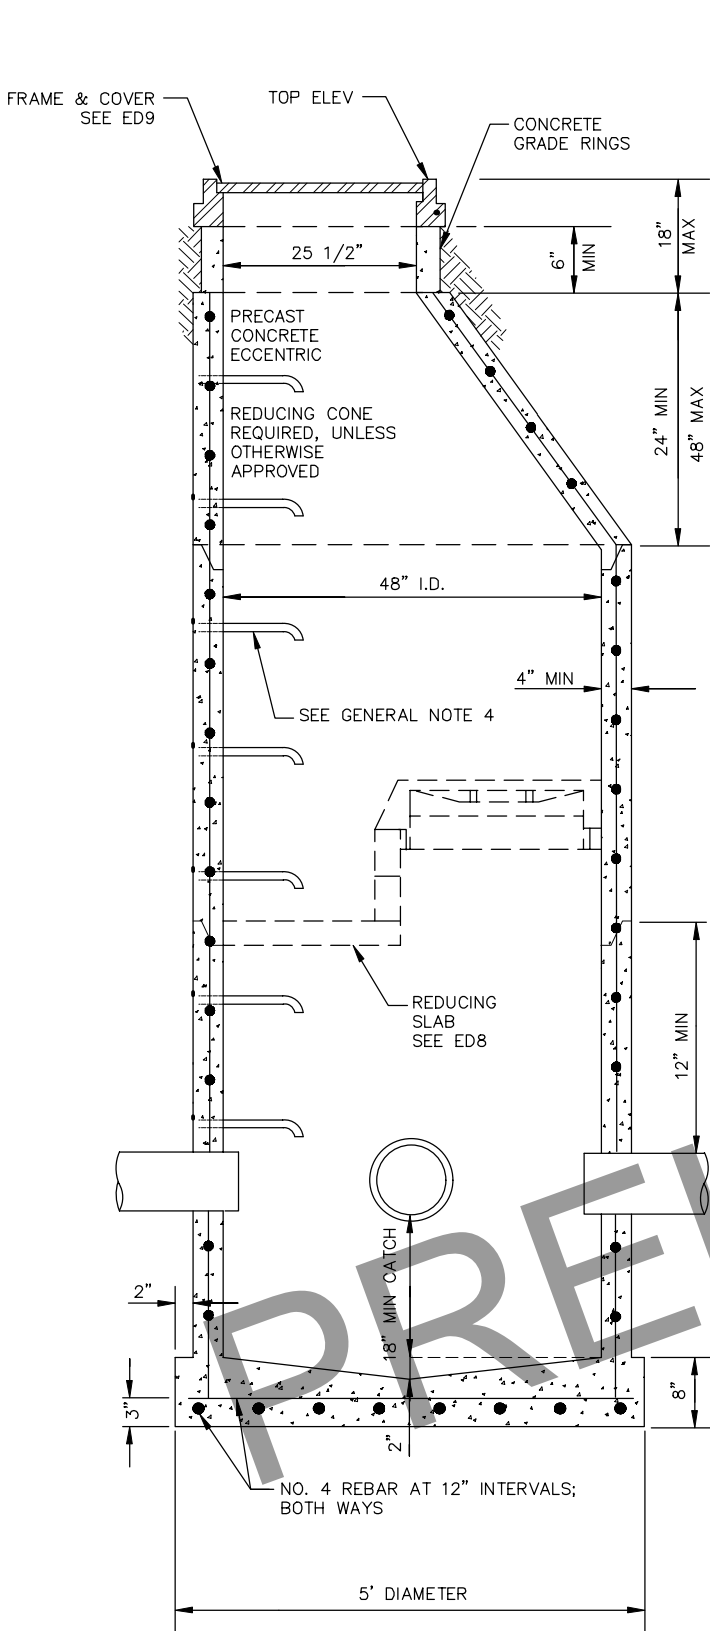 FRAME & COVER
SEE ED9
TOP ELEV
CONCRETE
GRADE RINGS
25 1/2"
6"
MIN
18"
MAX
PRECAST
CONCRETE
ECCENTRIC
REDUCING CONE
REQUIRED, UNLESS
OTHERWISE
APPROVED
24" MIN
48" MAX
48" I.D.
4" MIN
SEE GENERAL NOTE 4
REDUCING
SLAB
SEE ED8
12" MIN
18" MIN CATCH
2"
3"
2"
8"
NO. 4 REBAR AT 12" INTERVALS;
BOTH WAYS
5' DIAMETER